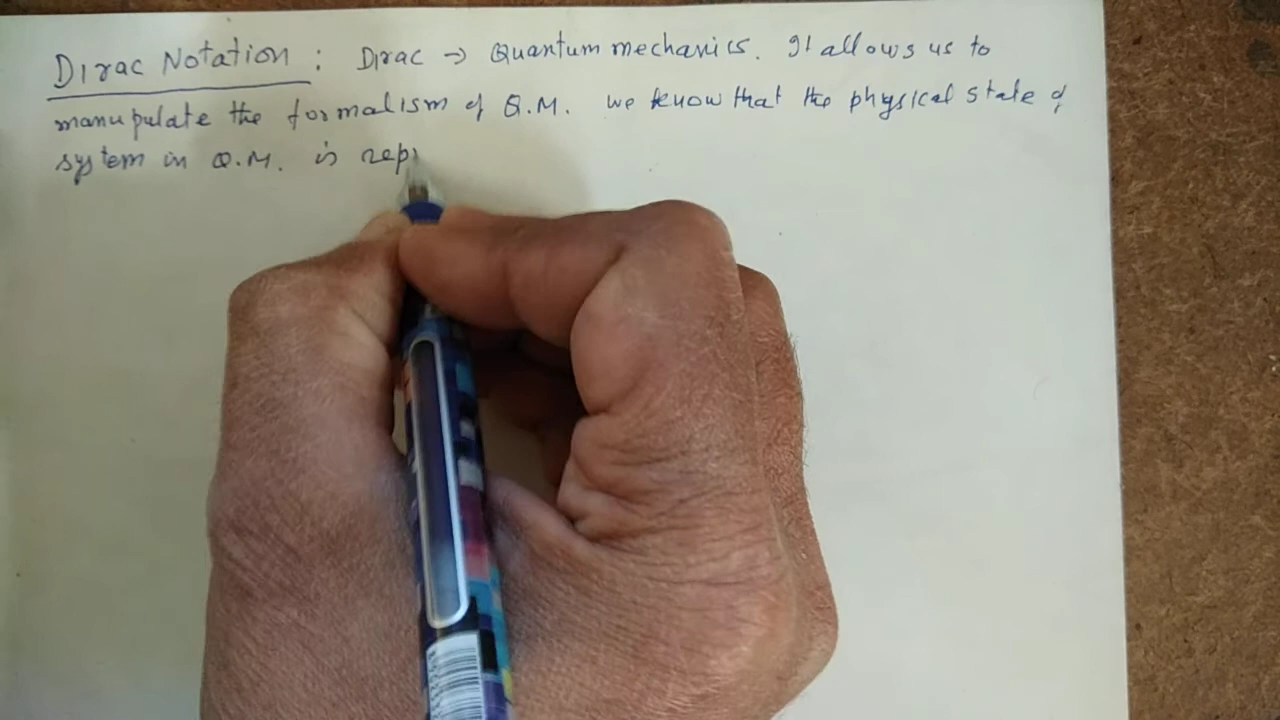 Dirac Notation : Dirac → Quantum mechanics. It allows us to
manupulate the formalism of Q.M. we know that the physical state of
system in Q.M. is rep